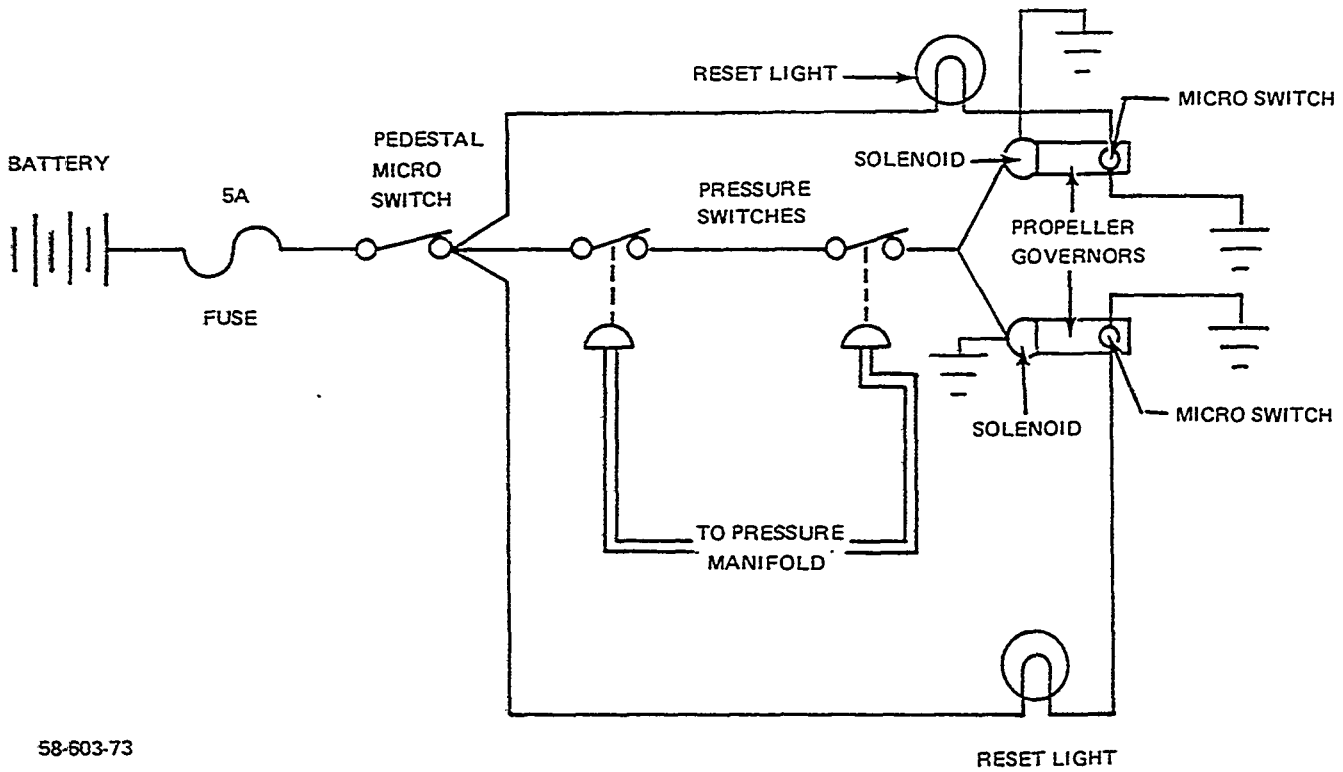 RESET LIGHT
MICRO SWITCH
PEDESTAL
MICRO
SWITCH
BATTERY
5A
SOLENOID
PRESSURE
SWITCHES
PROPELLER
GOVERNORS
FUSE
MICRO SWITCH
SOLENOID
TO PRESSURE
MANIFOLD
58-603-73
RESET LIGHT